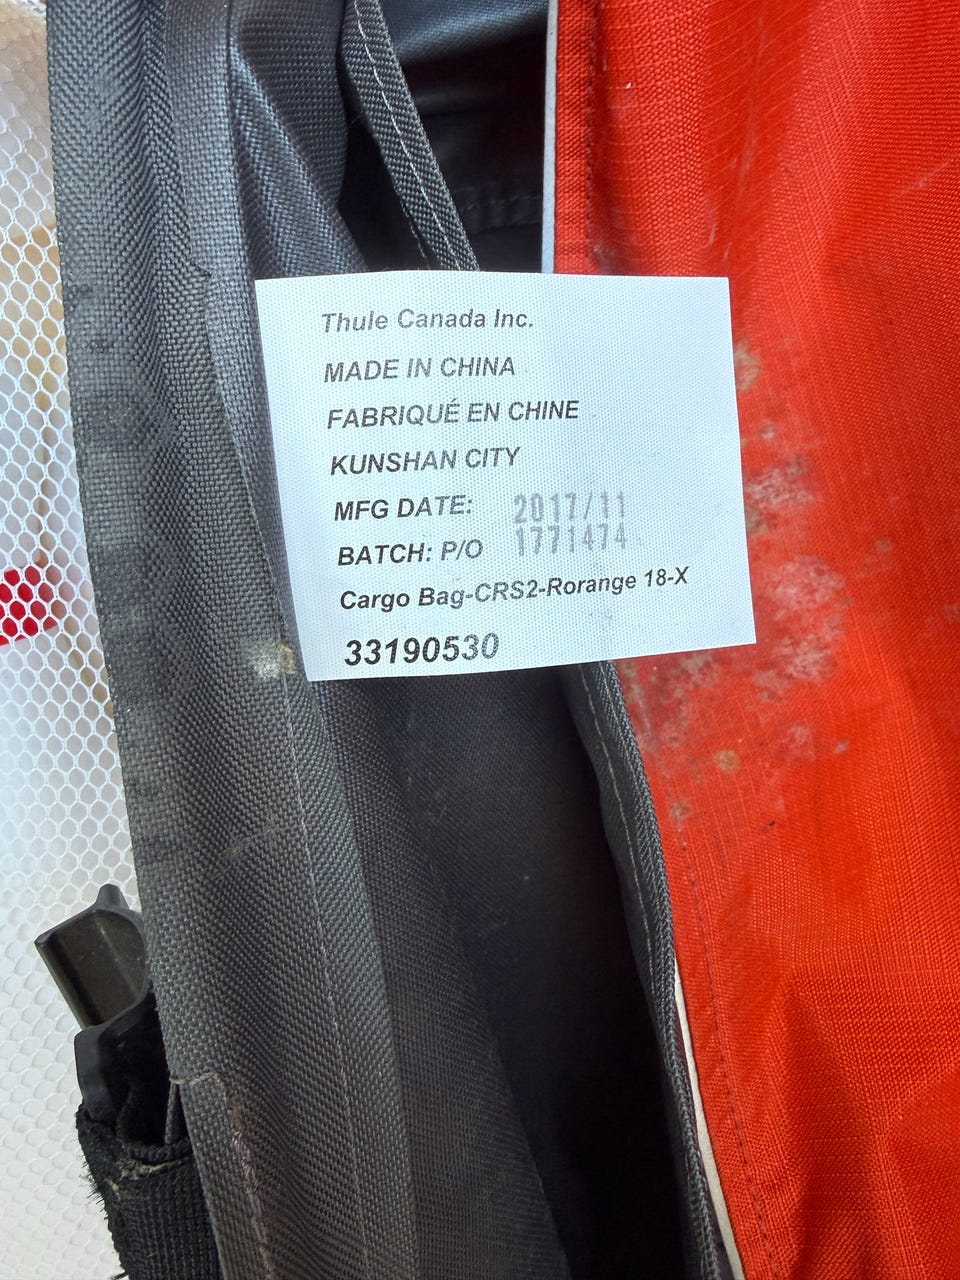 Thule Canada Inc.
MADE IN CHINA
FABRIQUÉ EN CHINE
KUNSHAN CITY
MFG DATE: 2017/11
BATCH: P/O 1771474
Cargo Bag-CRS2-Rorange 18-X
33190530